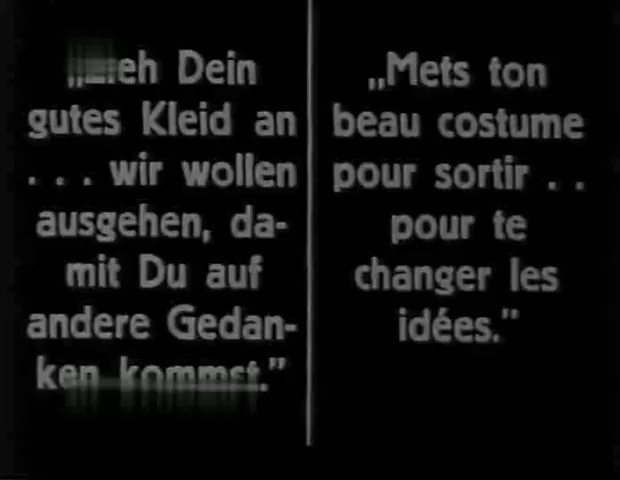 Dein
gutes Kleid an
. . . wir wollen
ausgehen, da-
mit Du auf
andere Gedan-
ken kommst.”
„Mets ton
beau costume
pour sortir . .
pour te
changer les
idées.”